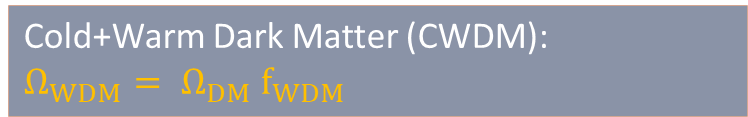 Cold+Warm Dark Matter (CWDM):
Ω_WDM = Ω_DM f_WDM